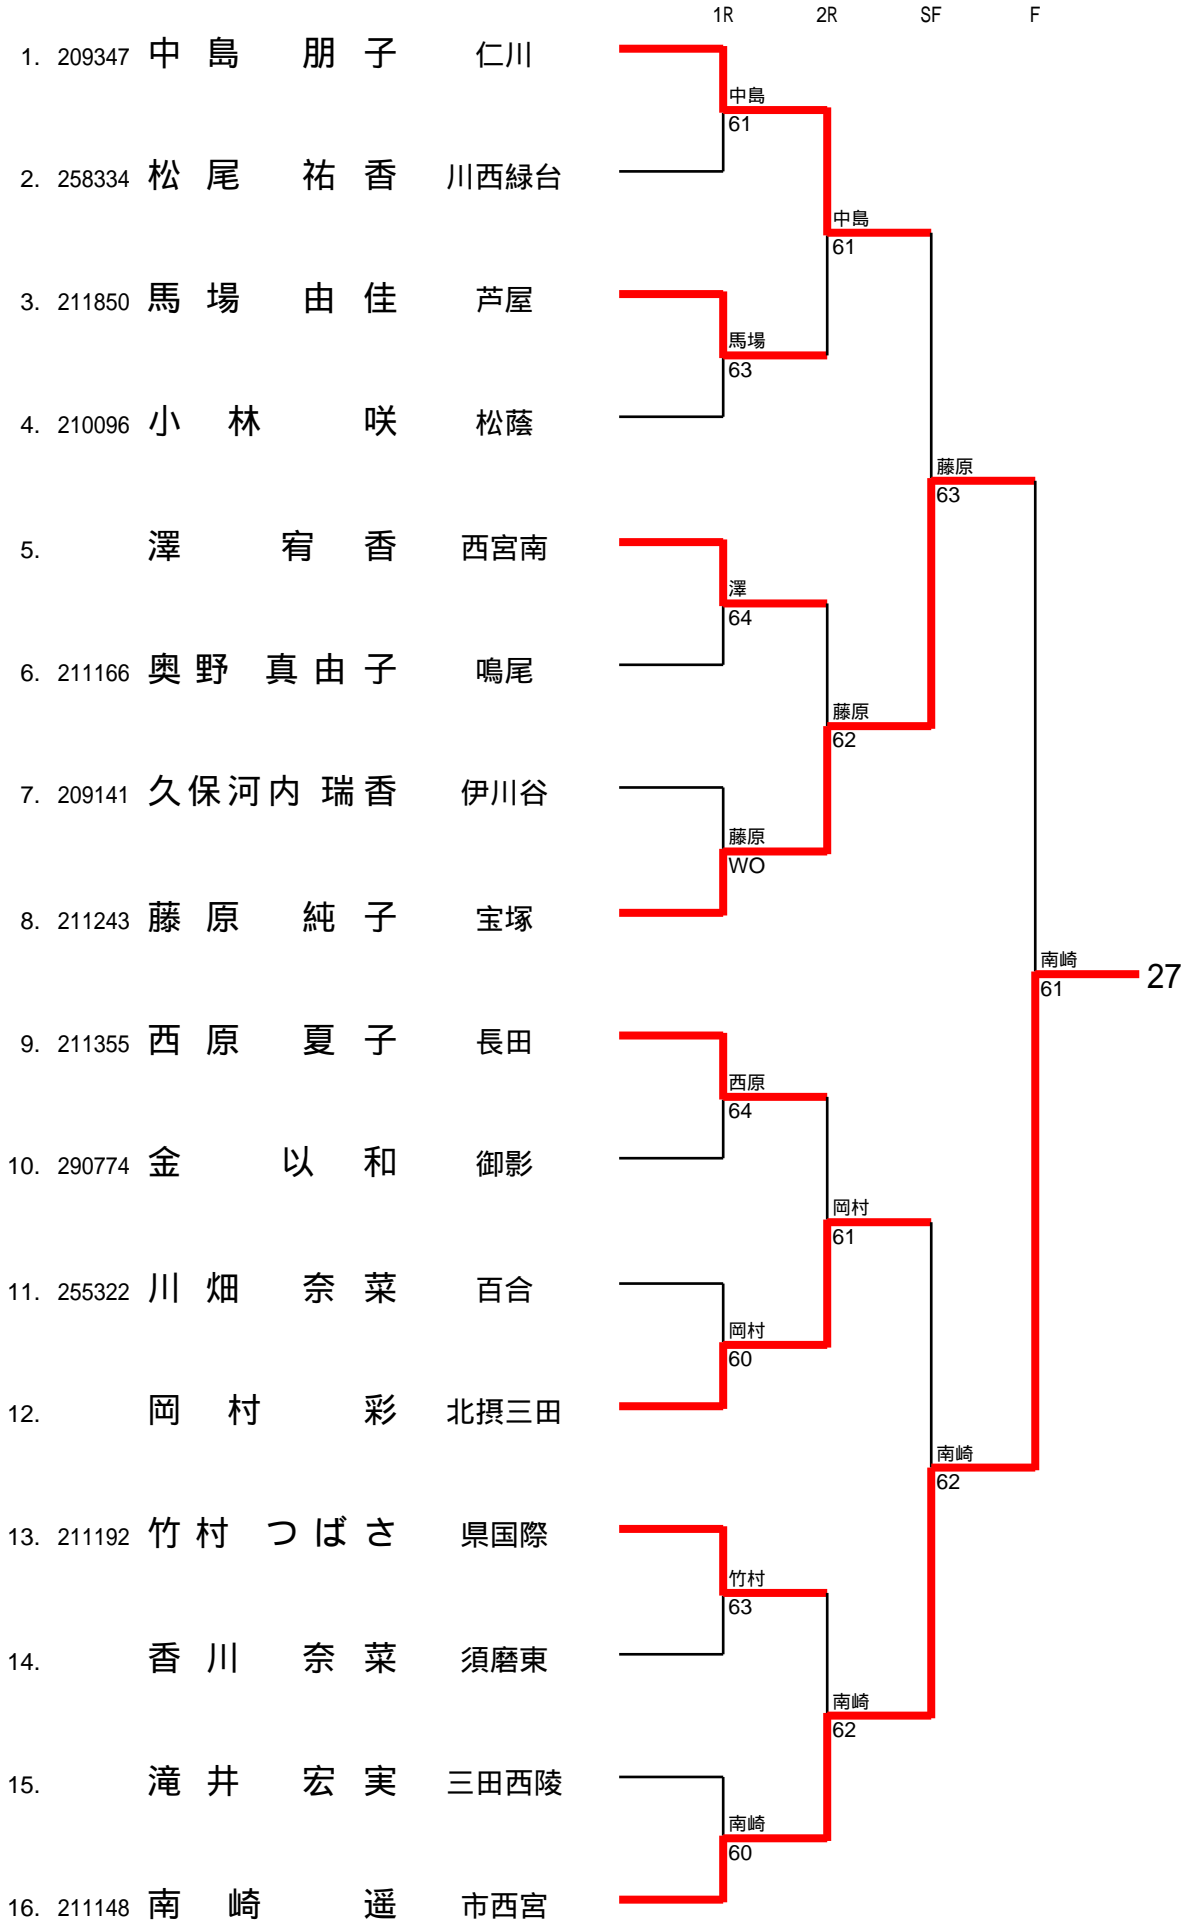 1R 2R SF F
1. 209347 中島 朋子 仁川
中島
61
2. 258334 松尾 祐香 川西緑台
中島
61
3. 211850 馬場 由佳 芦屋
馬場
63
4. 210096 小林 咲 松蔭
藤原
63
5. 澤 宥香 西宮南
澤
64
6. 211166 奥野 真由子 鳴尾
藤原
62
7. 209141 久保河内 瑞香 伊川谷
藤原
WO
8. 211243 藤原 純子 宝塚
南崎
61
27
9. 211355 西原 夏子 長田
西原
64
10. 290774 金 以和 御影
岡村
61
11. 255322 川畑 奈菜 百合
岡村
60
12. 岡村 彩 北摂三田
南崎
62
13. 211192 竹村 つばさ 県国際
竹村
63
14. 香川 奈菜 須磨東
南崎
62
15. 滝井 宏実 三田西陵
南崎
60
16. 211148 南崎 遥 市西宮